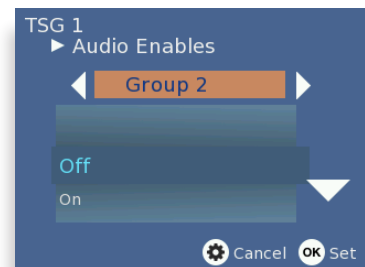 TSG 1
Audio Enables
Group 2
Off
On
Cancel OK Set